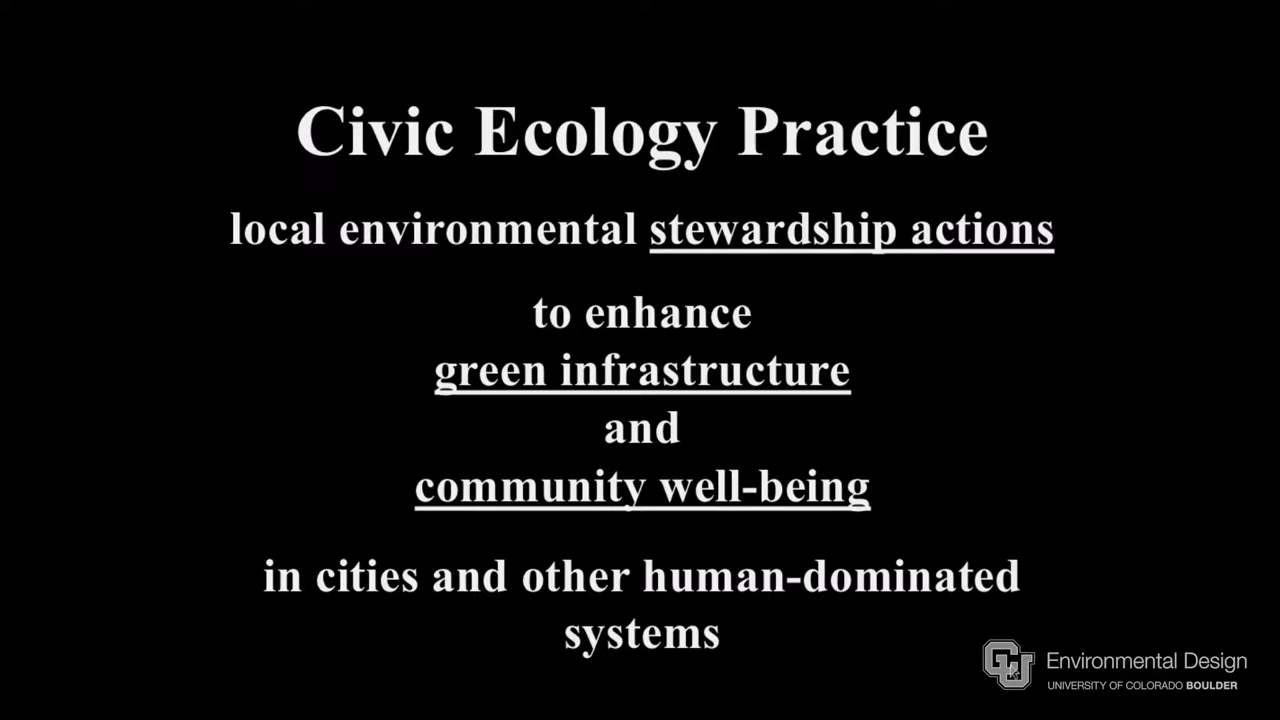 Civic Ecology Practice
local environmental stewardship actions
to enhance
green infrastructure
and
community well-being
in cities and other human-dominated
systems
CU
Environmental Design
UNIVERSITY OF COLORADO BOULDER